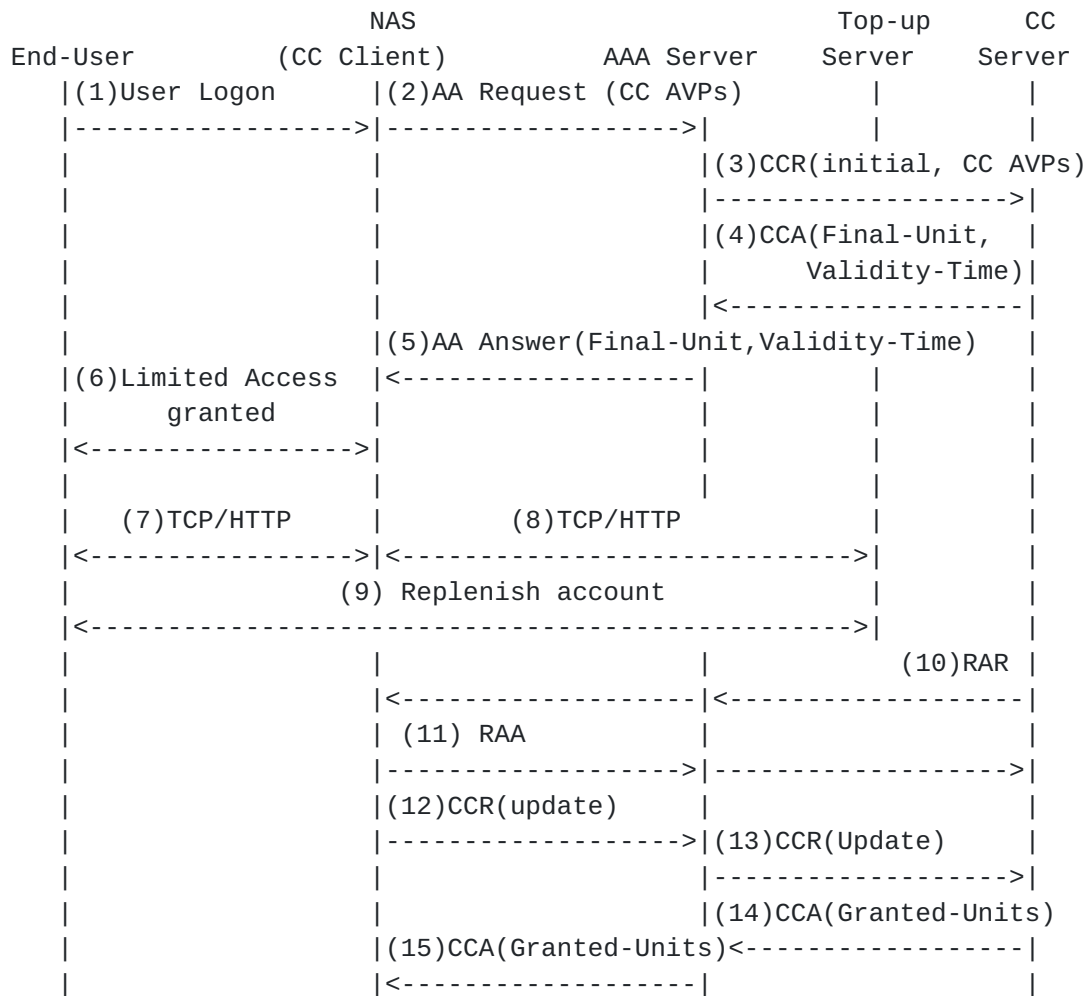 NAS Top-up CC
End-User (CC Client) AAA Server Server Server
|(1)User Logon |(2)AA Request (CC AVPs) | |
|------------------>|------------------->| | |
| | |(3)CCR(initial, CC AVPs)
| | |------------------->|
| | |(4)CCA(Final-Unit, |
| | | Validity-Time)|
| | |<-------------------|
| |(5)AA Answer(Final-Unit,Validity-Time) |
|(6)Limited Access |<-------------------| | |
| granted | | | |
|<----------------->| | | |
| | | | |
| (7)TCP/HTTP | (8)TCP/HTTP | |
|<----------------->|<----------------------------->| |
| (9) Replenish account | |
|<------------------------------------------------->| |
| | | (10)RAR |
| |<-------------------|<-------------------|
| | (11) RAA | |
| |------------------->|------------------->|
| |(12)CCR(update) | |
| |------------------->|(13)CCR(Update) |
| | |------------------->|
| | |(14)CCA(Granted-Units)
| |(15)CCA(Granted-Units)<------------------|
| |<-------------------| |